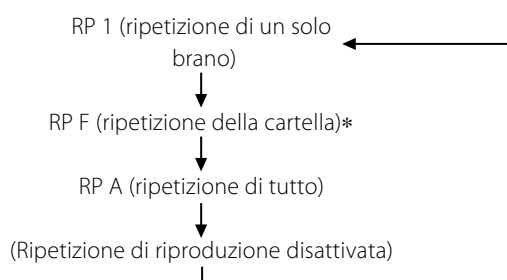 RP 1 (ripetizione di un solo
brano)
RP F (ripetizione della cartella)*
RP A (ripetizione di tutto)
(Ripetizione di riproduzione disattivata)